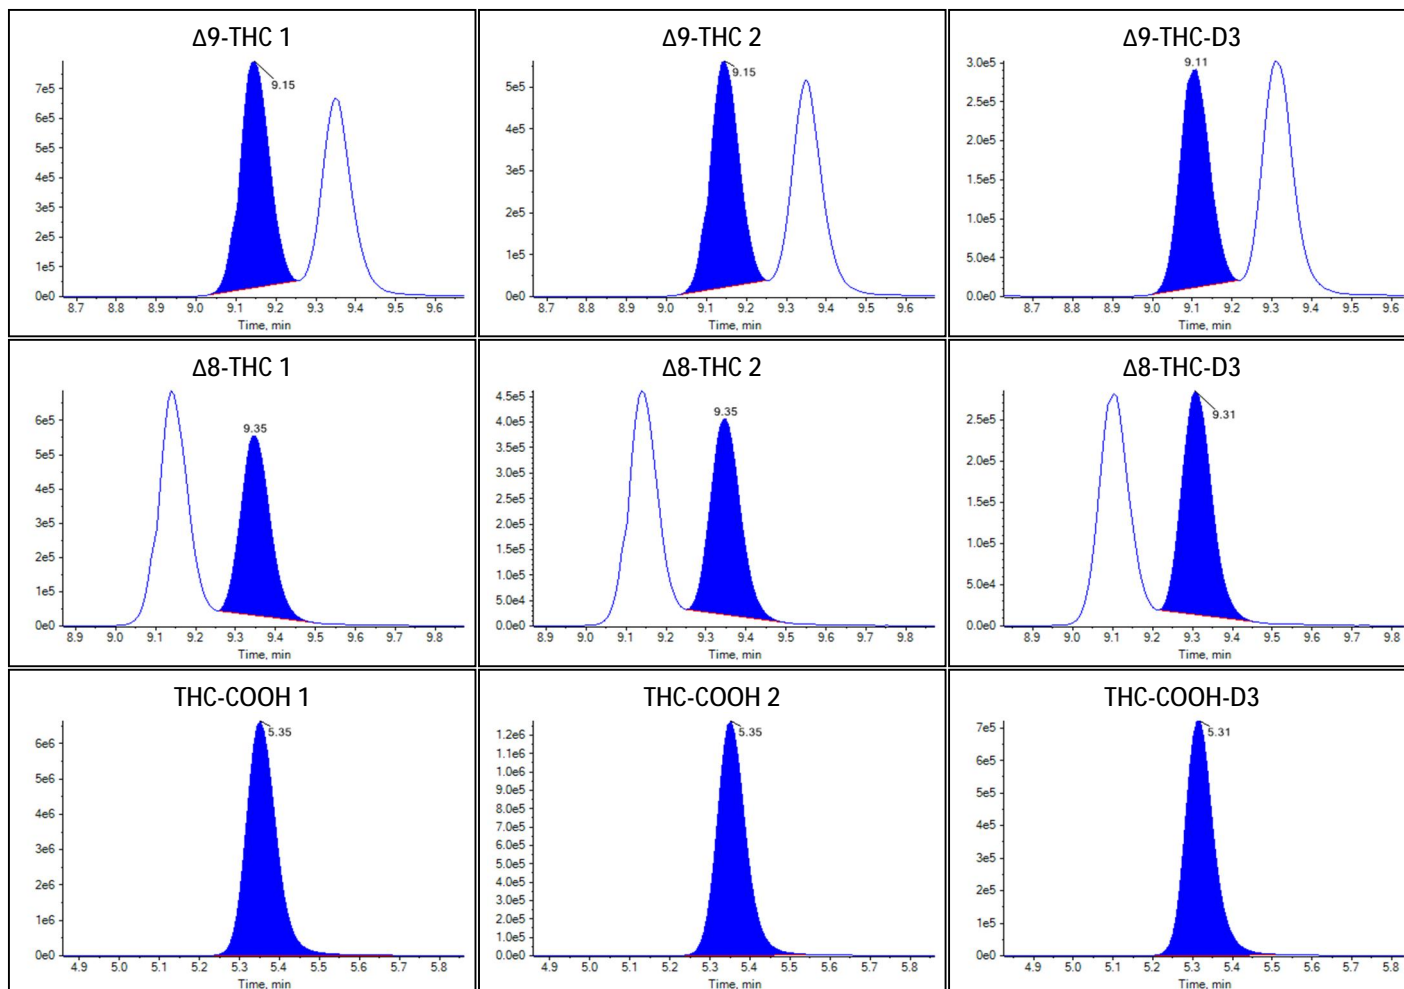 Δ9-THC 1
7e5
6e5
5e5
4e5
3e5
2e5
1e5
0e0
9.15
8.7 8.8 8.9 9.0 9.1 9.2 9.3 9.4 9.5 9.6
Time, min
Δ9-THC 2
5e5
4e5
3e5
2e5
1e5
0e0
9.15
8.7 8.8 8.9 9.0 9.1 9.2 9.3 9.4 9.5 9.6
Time, min
Δ9-THC-D3
3.0e5
2.5e5
2.0e5
1.5e5
1.0e5
5.0e4
0.0e0
9.11
8.7 8.8 8.9 9.0 9.1 9.2 9.3 9.4 9.5 9.6
Time, min
Δ8-THC 1
6e5
5e5
4e5
3e5
2e5
1e5
0e0
9.35
8.9 9.0 9.1 9.2 9.3 9.4 9.5 9.6 9.7 9.8
Time, min
Δ8-THC 2
4.5e5
4.0e5
3.5e5
3.0e5
2.5e5
2.0e5
1.5e5
1.0e5
5.0e4
0.0e0
9.35
8.9 9.0 9.1 9.2 9.3 9.4 9.5 9.6 9.7 9.8
Time, min
Δ8-THC-D3
2.5e5
2.0e5
1.5e5
1.0e5
5.0e4
0.0e0
9.31
8.9 9.0 9.1 9.2 9.3 9.4 9.5 9.6 9.7 9.8
Time, min
THC-COOH 1
6e6
5e6
4e6
3e6
2e6
1e6
0e0
5.35
4.9 5.0 5.1 5.2 5.3 5.4 5.5 5.6 5.7 5.8
Time, min
THC-COOH 2
1.2e6
1.1e6
1.0e6
9.0e5
8.0e5
7.0e5
6.0e5
5.0e5
4.0e5
3.0e5
2.0e5
1.0e5
0.0e0
5.35
4.9 5.0 5.1 5.2 5.3 5.4 5.5 5.6 5.7 5.8
Time, min
THC-COOH-D3
7e5
6e5
5e5
4e5
3e5
2e5
1e5
0e0
5.31
4.9 5.0 5.1 5.2 5.3 5.4 5.5 5.6 5.7 5.8
Time, min